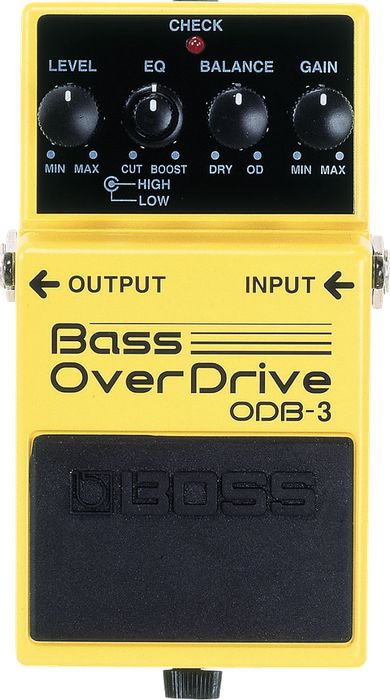 CHECK
LEVEL EQ BALANCE GAIN
MIN MAX CUT BOOST DRY OD MIN MAX
HIGH
LOW
OUTPUT INPUT
Bass
OverDrive
ODB-3
BOSS